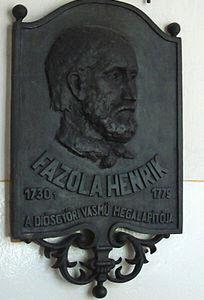 FAZOLA HENRIK
1730 1779
A DIÓSGYŐRI VASMŰ MEGALAPÍTÓJA